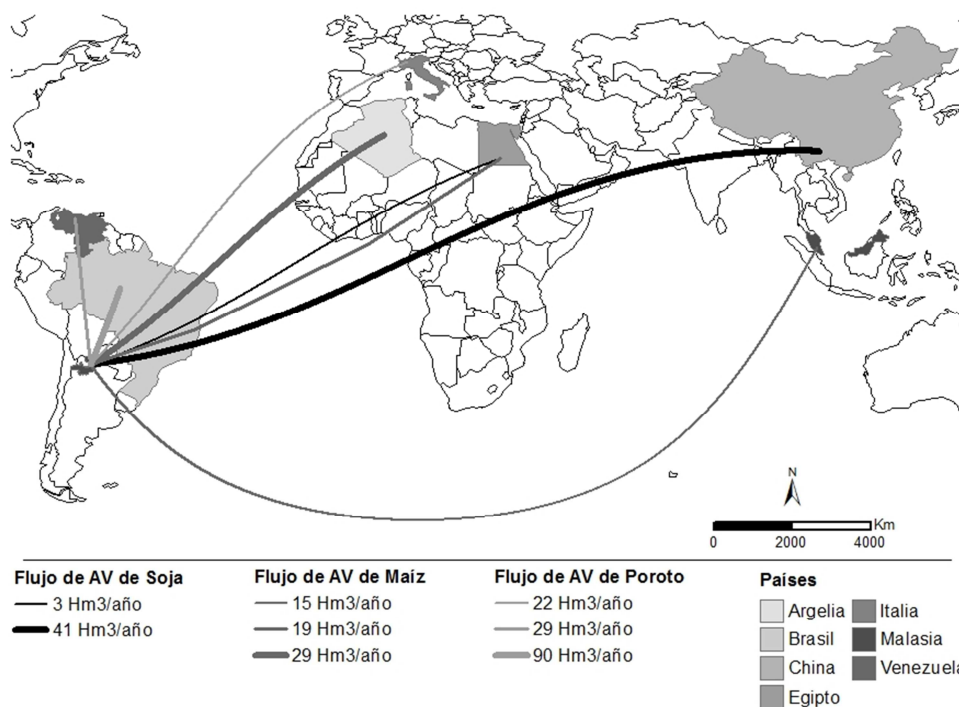 N
Km
0 2000 4000
Flujo de AV de Soja
3 Hm3/año
41 Hm3/año
Flujo de AV de Maíz
15 Hm3/año
19 Hm3/año
29 Hm3/año
Flujo de AV de Poroto
22 Hm3/año
29 Hm3/año
90 Hm3/año
Países
Argelia
Brasil
China
Egipto
Italia
Malasia
Venezuela